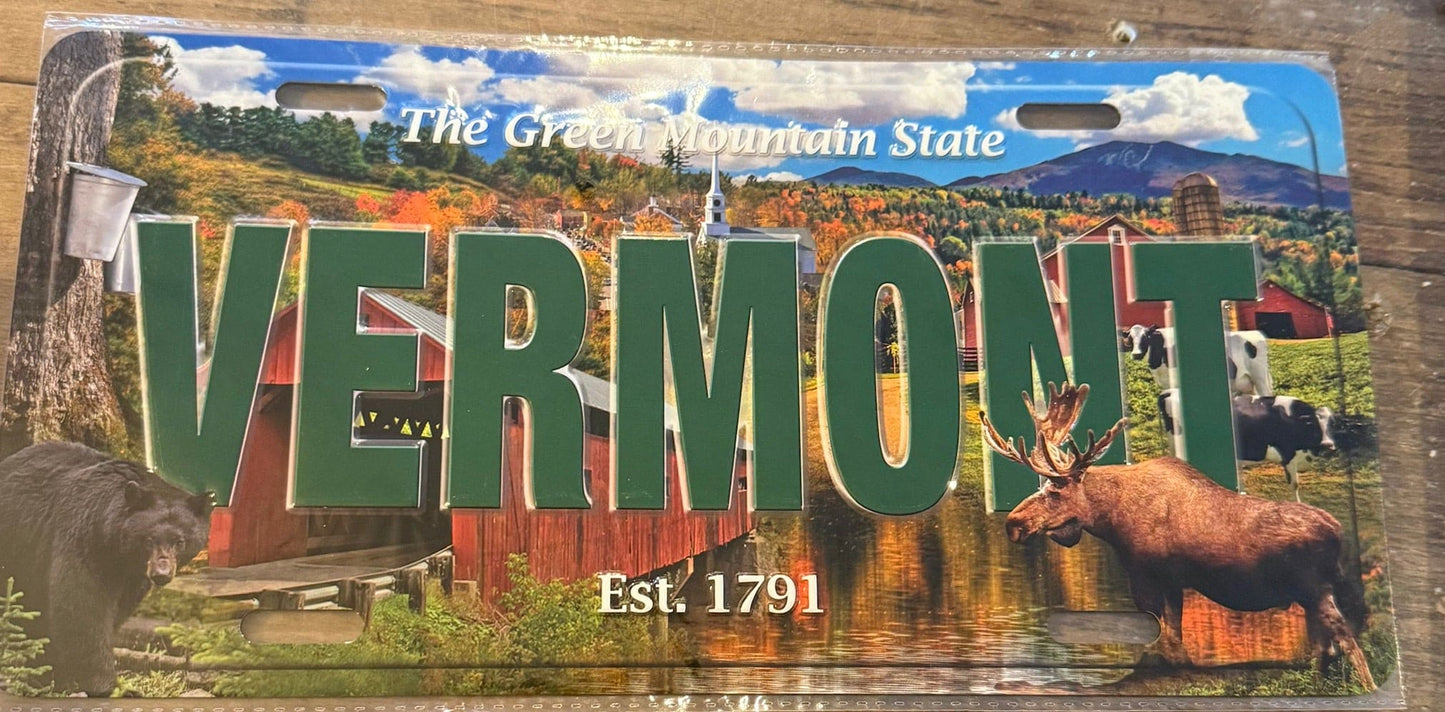 The Green Mountain State
VERMONT
Est. 1791